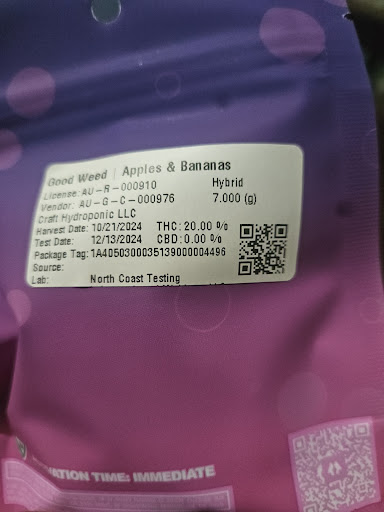 Good Weed | Apples & Bananas
License: AU-R-000910 Hybrid
Vendor: AU-G-C-000976 7.000 (g)
Craft Hydroponic LLC
Harvest Date: 10/21/2024 THC: 20.00 %
Test Date: 12/13/2024 CBD: 0.00 %
Package Tag: 1A4050300035139000004496
Source:
Lab: North Coast Testing
TIME: IMMEDIATE